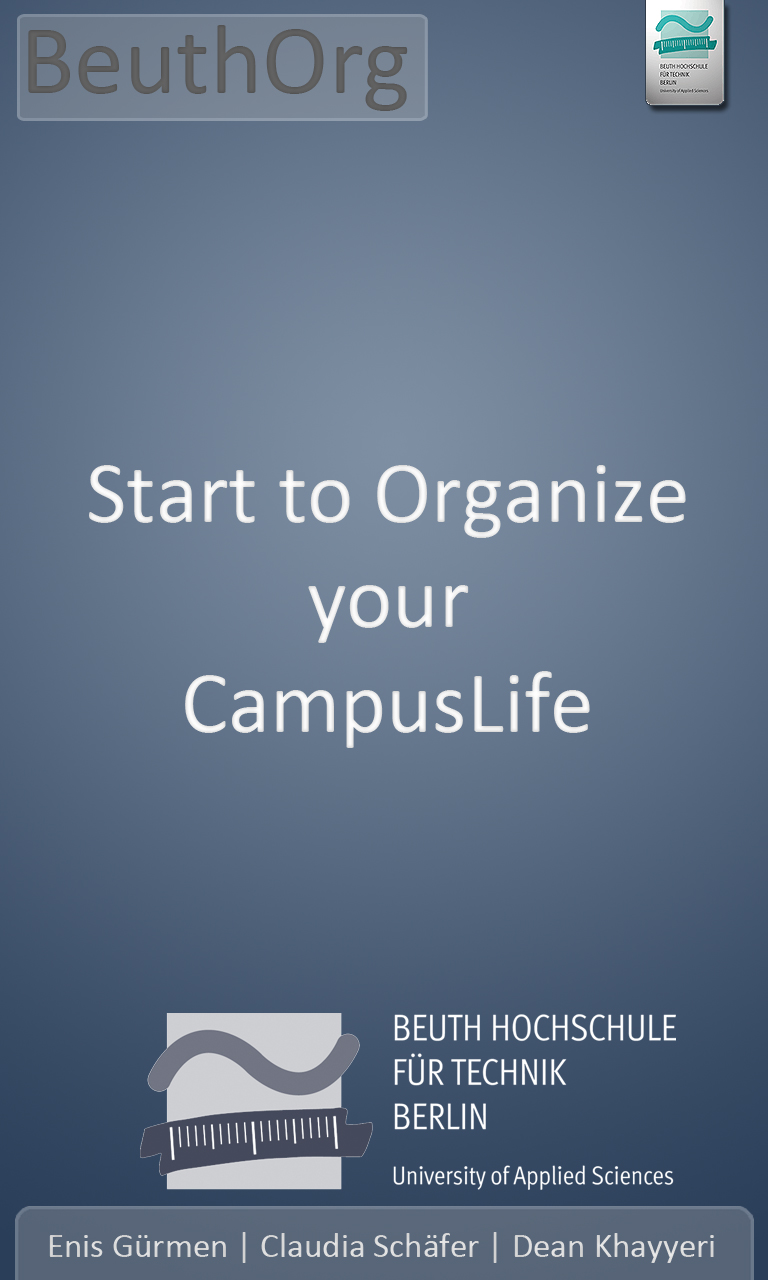 BeuthOrg
BEUTH HOCHSCHULE
FÜR TECHNIK
BERLIN
University of Applied Sciences
Start to Organize
your
CampusLife
BEUTH HOCHSCHULE
FÜR TECHNIK
BERLIN
University of Applied Sciences
Enis Gürmen | Claudia Schäfer | Dean Khayyeri